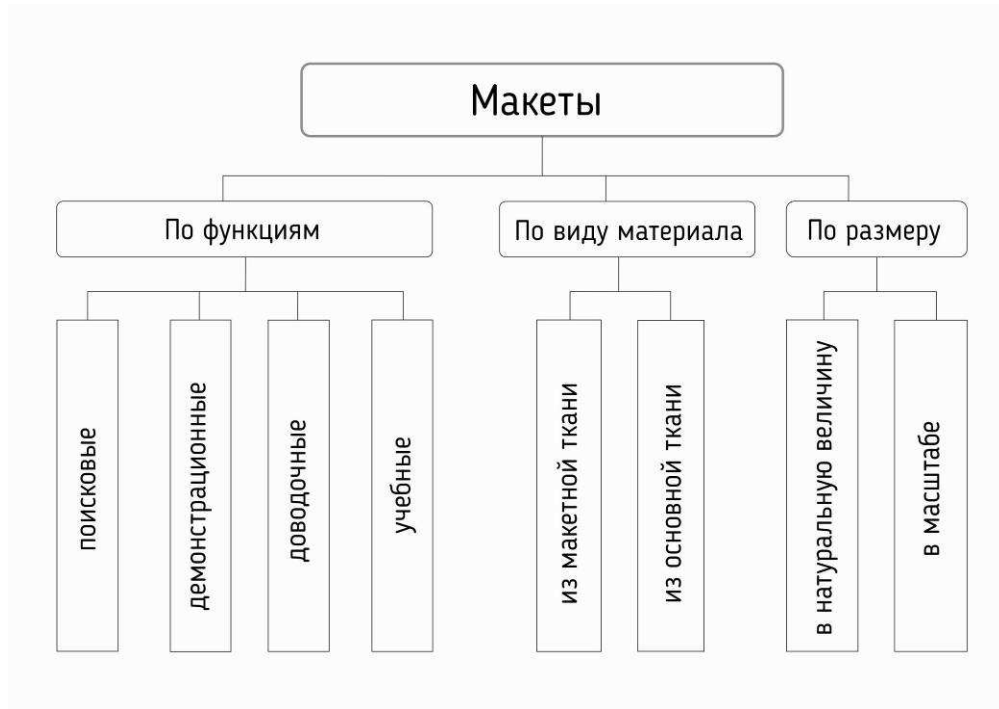 Макеты
По функциям
По виду материала
По размеру
поисковые
демонстрационные
доводочные
учебные
из макетной ткани
из основной ткани
в натуральную величину
в масштабе